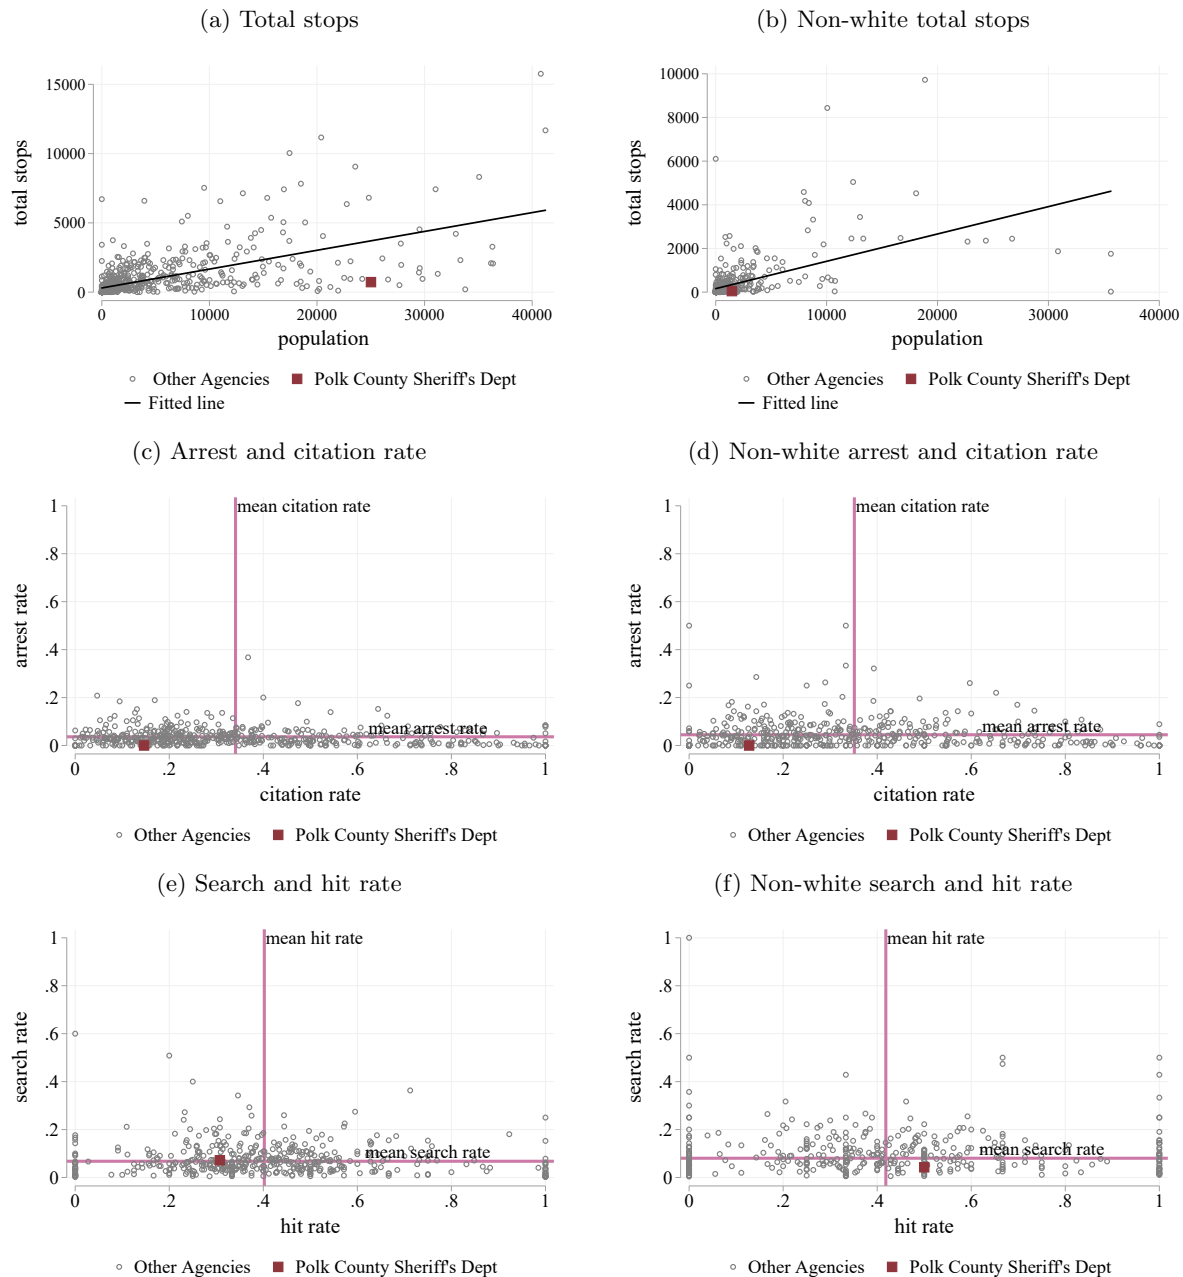 (a) Total stops
(b) Non-white total stops
total stops
15000
10000
5000
0
0
10000
20000
30000
40000
population
Other Agencies
Polk County Sheriff's Dept
Fitted line
total stops
10000
8000
6000
4000
2000
0
0
10000
20000
30000
40000
population
Other Agencies
Polk County Sheriff's Dept
Fitted line
(c) Arrest and citation rate
(d) Non-white arrest and citation rate
arrest rate
1
.8
.6
.4
.2
0
mean citation rate
mean arrest rate
0
.2
.4
.6
.8
1
citation rate
Other Agencies
Polk County Sheriff's Dept
arrest rate
1
.8
.6
.4
.2
0
mean citation rate
mean arrest rate
0
.2
.4
.6
.8
1
citation rate
Other Agencies
Polk County Sheriff's Dept
(e) Search and hit rate
(f) Non-white search and hit rate
search rate
1
.8
.6
.4
.2
0
mean hit rate
mean search rate
0
.2
.4
.6
.8
1
hit rate
Other Agencies
Polk County Sheriff's Dept
search rate
1
.8
.6
.4
.2
0
mean hit rate
mean search rate
0
.2
.4
.6
.8
1
hit rate
Other Agencies
Polk County Sheriff's Dept